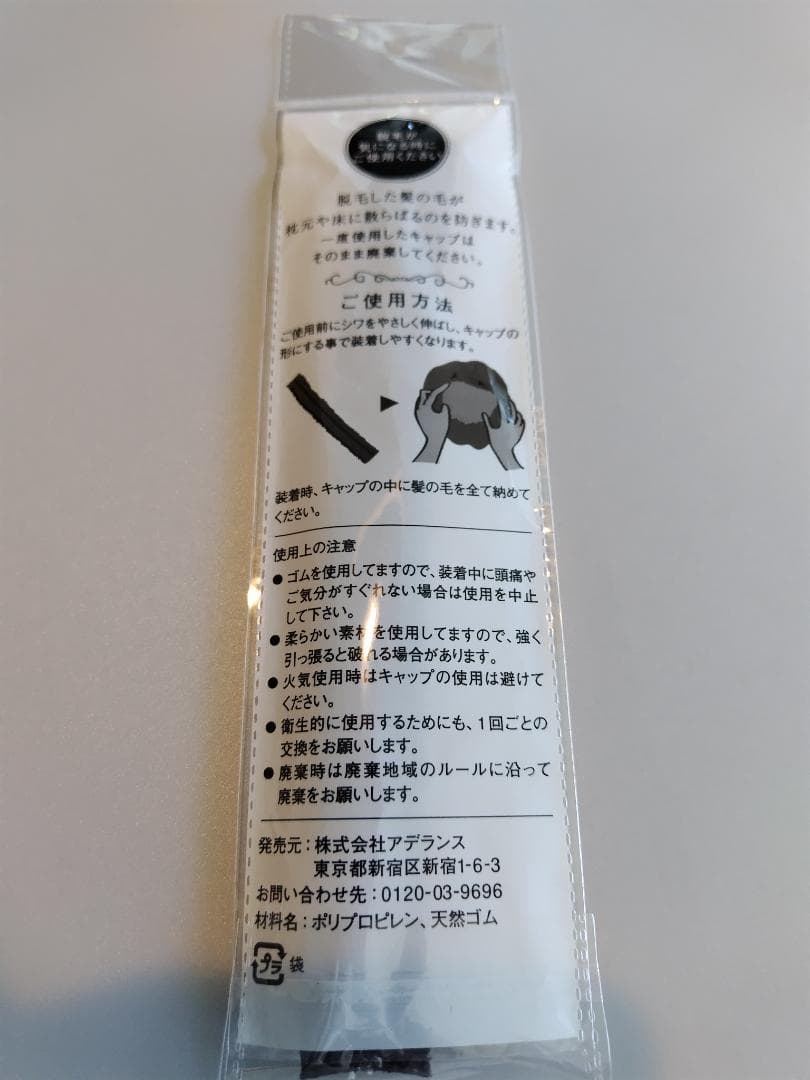 脱毛が
気になる時に
ご使用ください
脱毛した髪の毛が
枕元や床に散らばるのを防ぎます。
一度使用したキャップは
そのまま廃棄してください。
ご使用方法
ご使用前にシワをやさしく伸ばし、キャップの
形にする事で装着しやすくなります。
装着時、キャップの中に髪の毛を全て納めて
ください。
使用上の注意
● ゴムを使用してますので、装着中に頭痛や
ご気分がすぐれない場合は使用を中止
して下さい。
● 柔らかい素材を使用してますので、強く
引っ張ると破れる場合があります。
● 火気使用時はキャップの使用は避けて
ください。
● 衛生的に使用するためにも、1回ごとの
交換をお願いします。
● 廃棄時は廃棄地域のルールに沿って
廃棄をお願いします。
発売元：株式会社アデランス
東京都新宿区新宿1-6-3
お問い合わせ先：0120-03-9696
材料名：ポリプロピレン、天然ゴム
プラ 袋